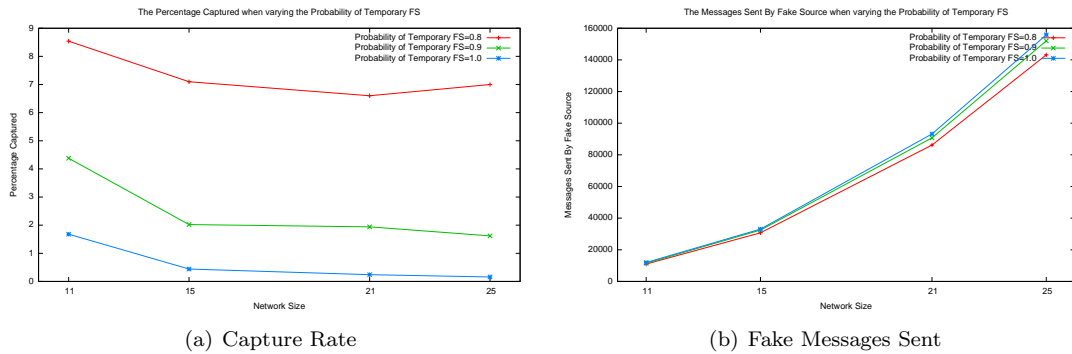 The Percentage Captured when varying the Probability of Temporary FS
9
8
7
6
5
4
3
2
1
0
Percentage Captured
Probability of Temporary FS=0.8
Probability of Temporary FS=0.9
Probability of Temporary FS=1.0
11 15 21 25
Network Size
(a) Capture Rate
The Messages Sent By Fake Source when varying the Probability of Temporary FS
160000
140000
120000
100000
80000
60000
40000
20000
0
Messages Sent By Fake Source
Probability of Temporary FS=0.8
Probability of Temporary FS=0.9
Probability of Temporary FS=1.0
11 15 21 25
Network Size
(b) Fake Messages Sent